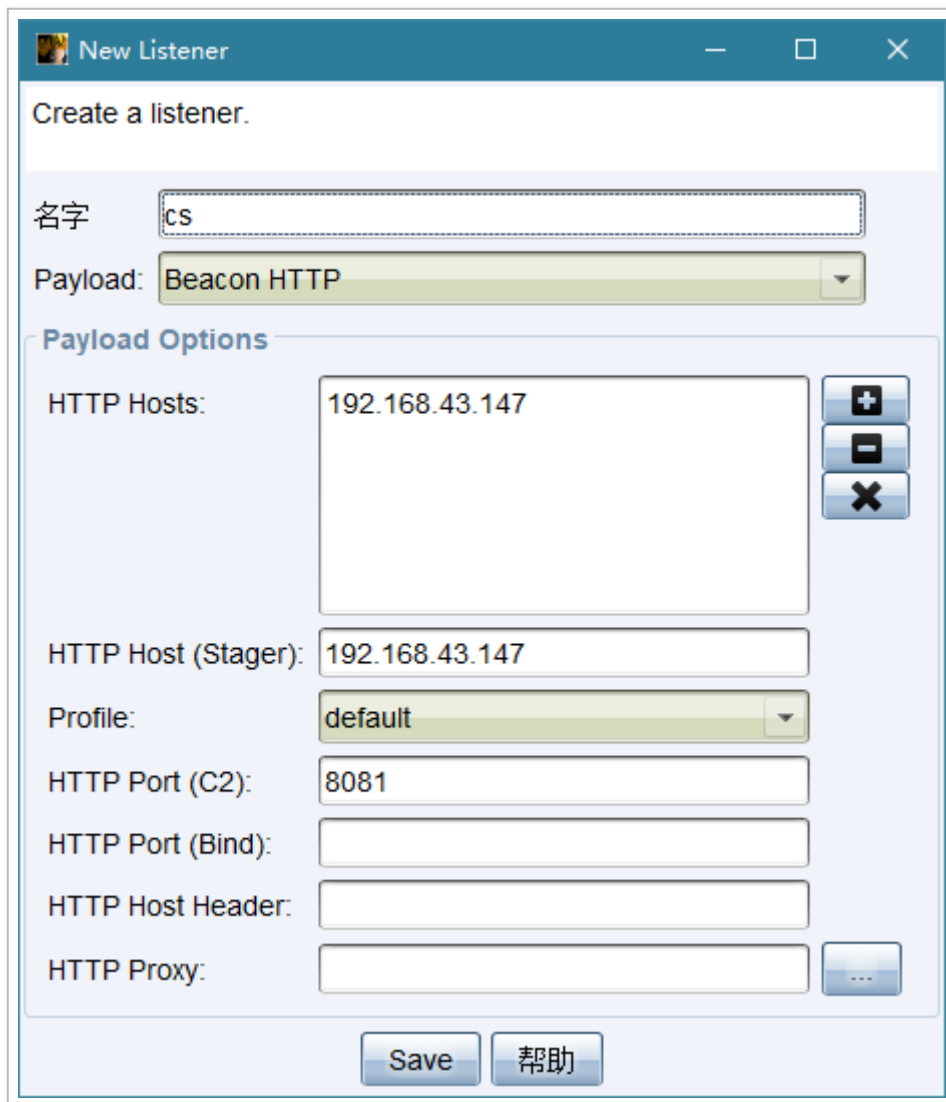 New Listener
Create a listener.
名字 cs
Payload: Beacon HTTP
Payload Options
HTTP Hosts: 192.168.43.147
HTTP Host (Stager): 192.168.43.147
Profile: default
HTTP Port (C2): 8081
HTTP Port (Bind):
HTTP Host Header:
HTTP Proxy: ...
Save 帮助